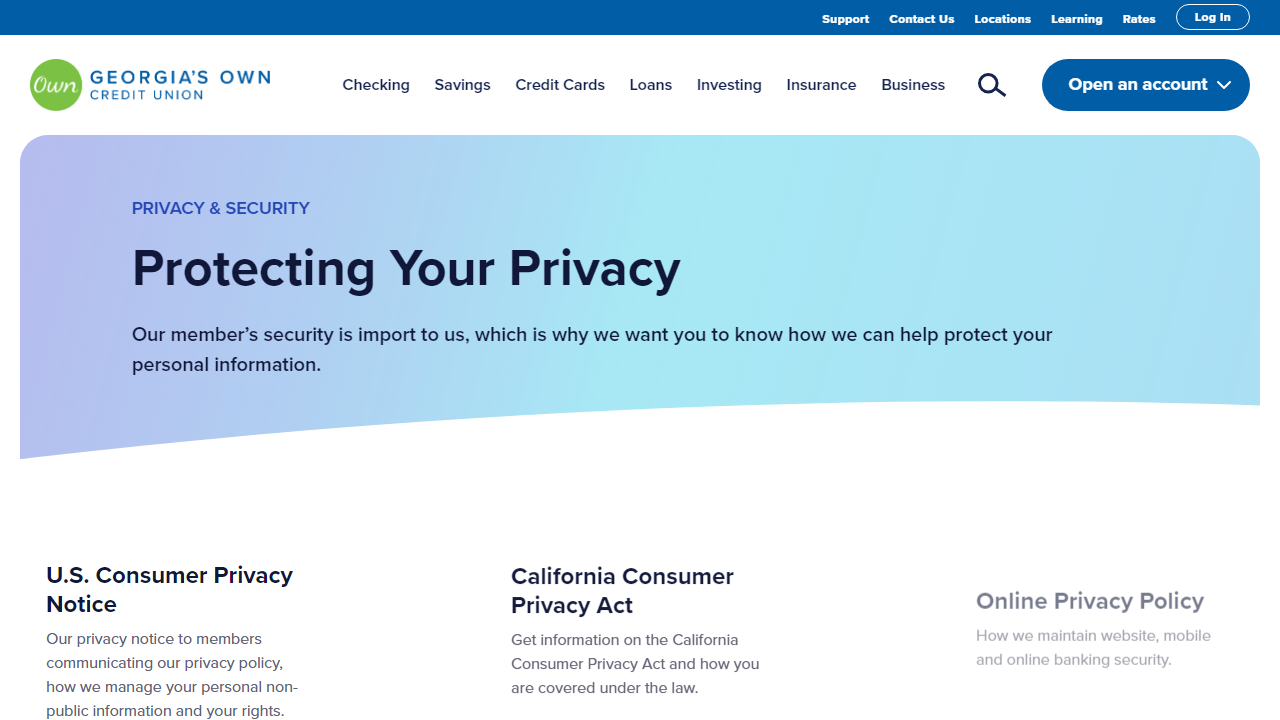 Support Contact Us Locations Learning Rates Log In
Own GEORGIA'S OWN
CREDIT UNION
Checking Savings Credit Cards Loans Investing Insurance Business Open an account
PRIVACY & SECURITY
Protecting Your Privacy
Our member’s security is import to us, which is why we want you to know how we can help protect your
personal information.
U.S. Consumer Privacy
Notice
Our privacy notice to members
communicating our privacy policy,
how we manage your personal non-
public information and your rights.
California Consumer
Privacy Act
Get information on the California
Consumer Privacy Act and how you
are covered under the law.
Online Privacy Policy
How we maintain website, mobile
and online banking security.